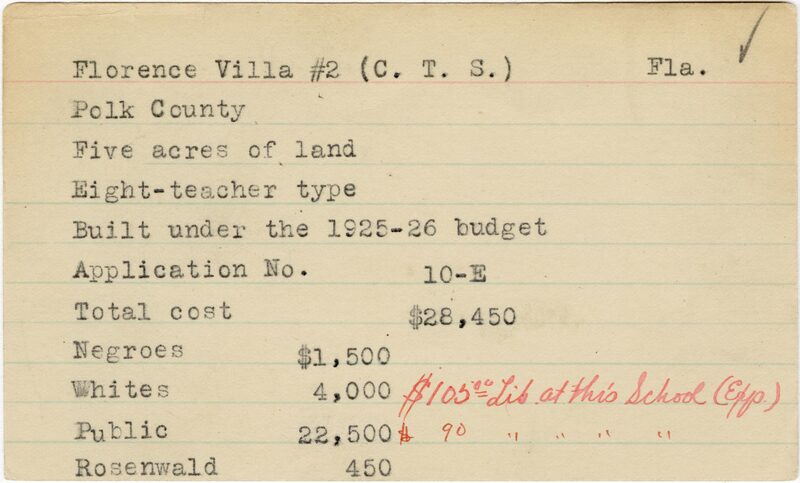 Florence Villa #2 (C. T. S.) Fla.
Polk County
Five acres of land
Eight-teacher type
Built under the 1925-26 budget
Application No. 10-E
Total cost $28,450
Negroes $1,500
Whites 4,000 $105.00 Lib at this School (Exp.)
Public 22,500 $ 90 " " " "
Rosenwald 450